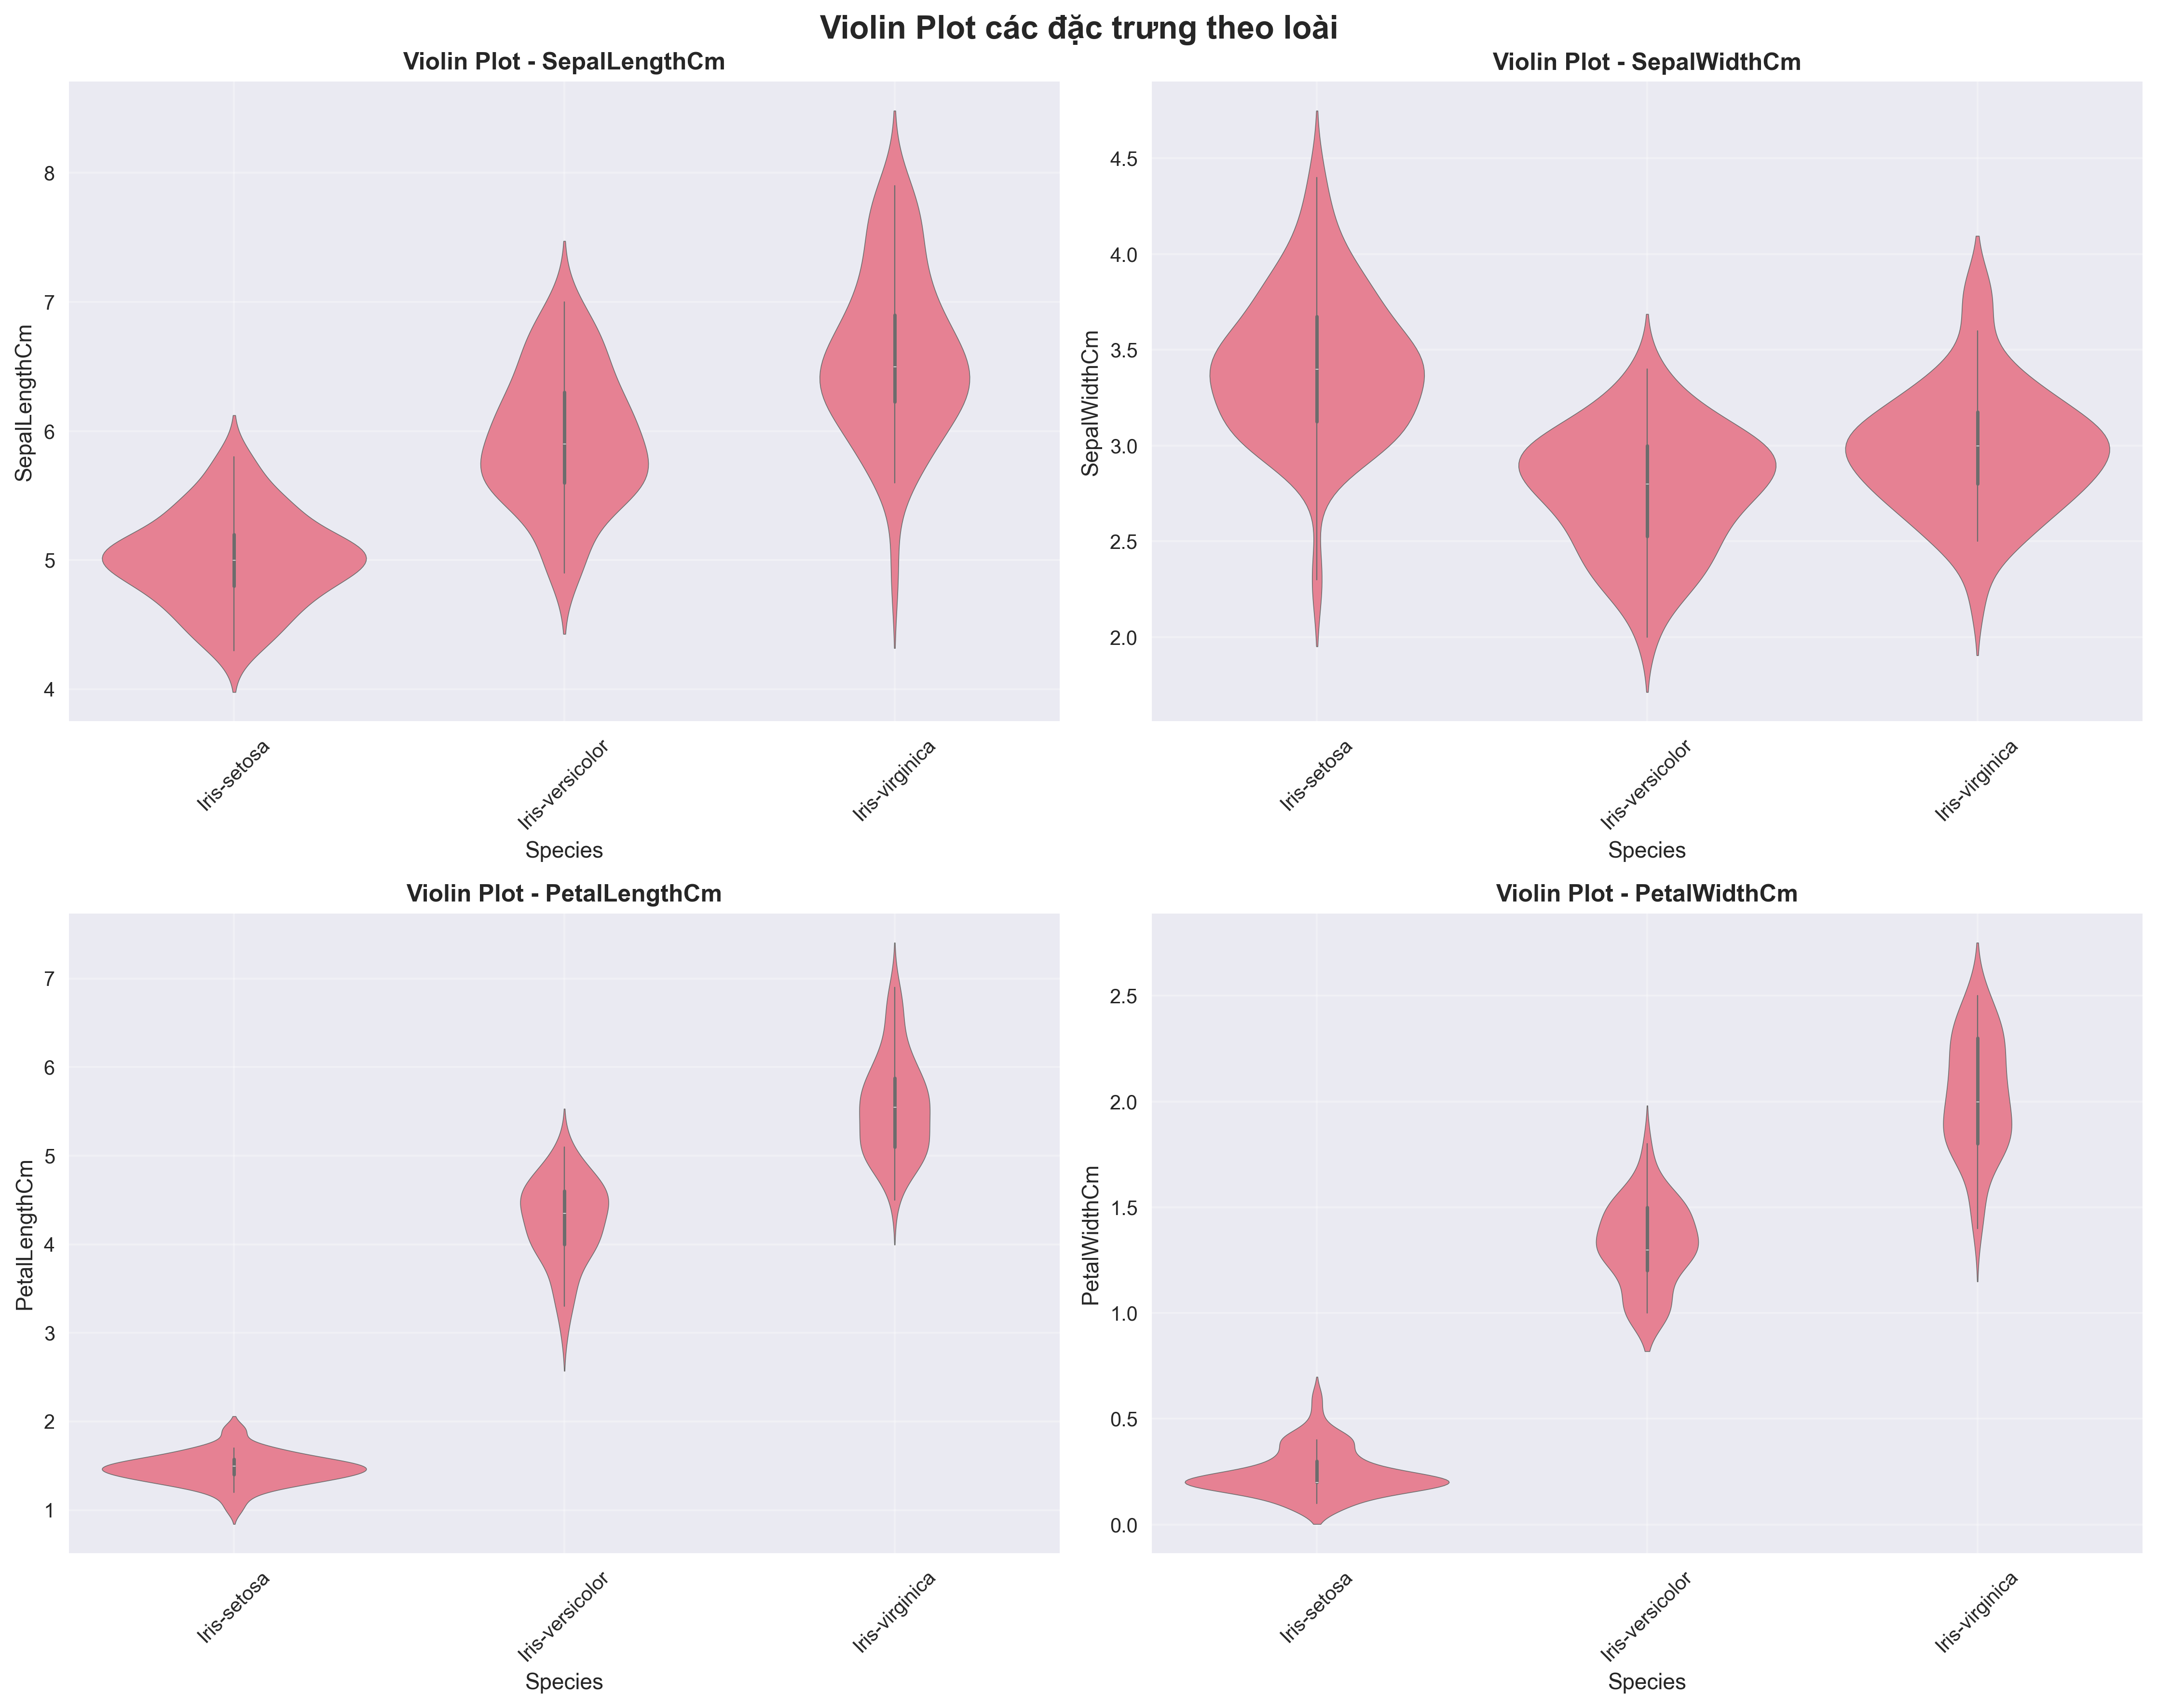 Violin Plot các đặc trưng theo loài
Violin Plot - SepalLengthCm
SepalLengthCm
8
7
6
5
4
Iris-setosa
Iris-versicolor
Iris-virginica
Species
Violin Plot - SepalWidthCm
SepalWidthCm
4.5
4.0
3.5
3.0
2.5
2.0
Iris-setosa
Iris-versicolor
Iris-virginica
Species
Violin Plot - PetalLengthCm
PetalLengthCm
7
6
5
4
3
2
1
Iris-setosa
Iris-versicolor
Iris-virginica
Species
Violin Plot - PetalWidthCm
PetalWidthCm
2.5
2.0
1.5
1.0
0.5
0.0
Iris-setosa
Iris-versicolor
Iris-virginica
Species